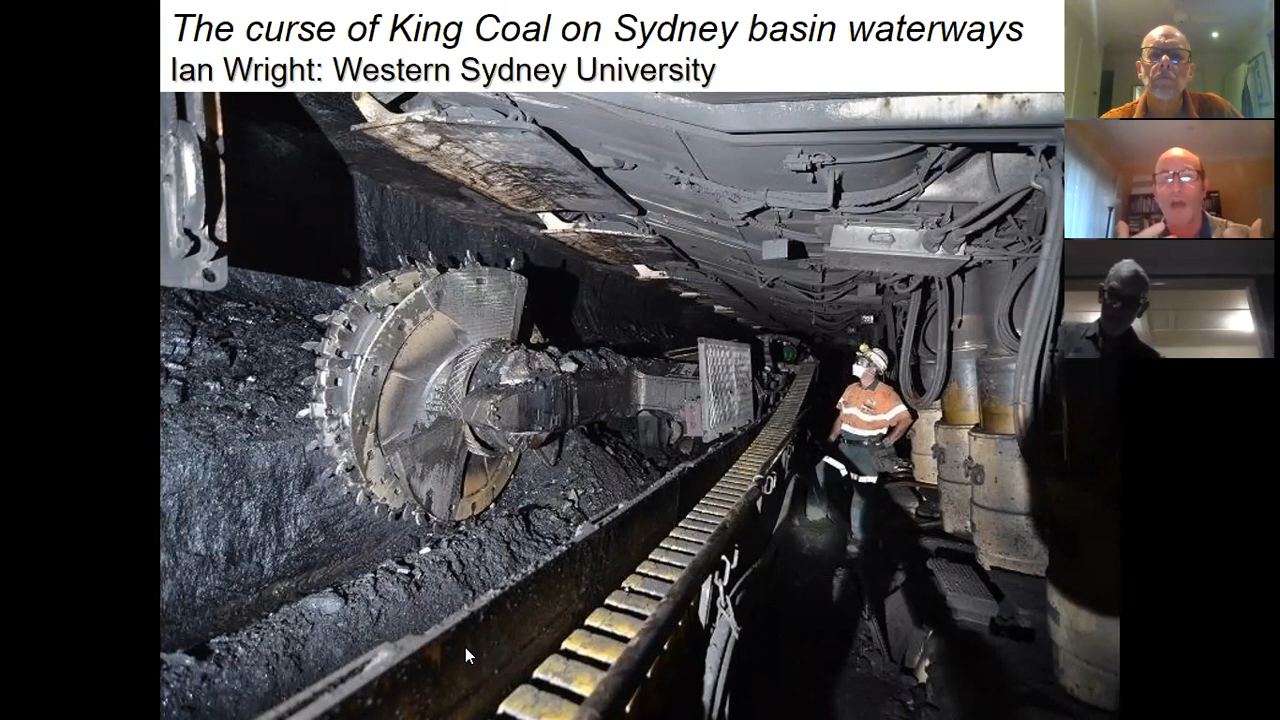 The curse of King Coal on Sydney basin waterways
Ian Wright: Western Sydney University